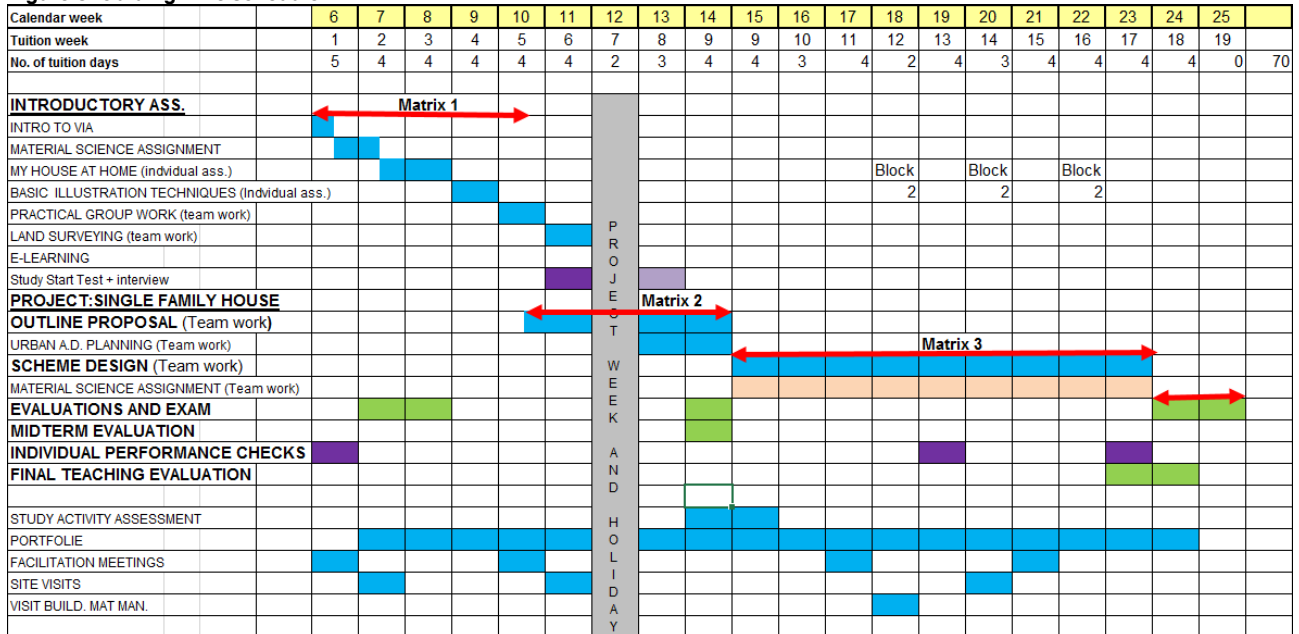 Calendar week 6 7 8 9 10 11 12 13 14 15 16 17 18 19 20 21 22 23 24 25
Tuition week 1 2 3 4 5 6 7 8 9 9 10 11 12 13 14 15 16 17 18 19
No. of tuition days 5 4 4 4 4 4 2 3 4 4 3 4 2 4 3 4 4 4 4 0 70
INTRODUCTORY ASS. Matrix 1
INTRO TO VIA
MATERIAL SCIENCE ASSIGNMENT
MY HOUSE AT HOME (indvidual ass.) Block Block Block
BASIC ILLUSTRATION TECHNIQUES (Indvidual ass.) 2 2 2
PRACTICAL GROUP WORK (team work)
LAND SURVEYING (team work)
E-LEARNING
Study Start Test + interview
PROJECT:SINGLE FAMILY HOUSE Matrix 2
OUTLINE PROPOSAL (Team work)
URBAN A.D. PLANNING (Team work) Matrix 3
SCHEME DESIGN (Team work)
MATERIAL SCIENCE ASSIGNMENT (Team work)
EVALUATIONS AND EXAM
MIDTERM EVALUATION
INDIVIDUAL PERFORMANCE CHECKS
FINAL TEACHING EVALUATION
STUDY ACTIVITY ASSESSMENT
PORTFOLIE
FACILITATION MEETINGS
SITE VISITS
VISIT BUILD. MAT MAN.
PROJECT WEEK AND HOLIDAY